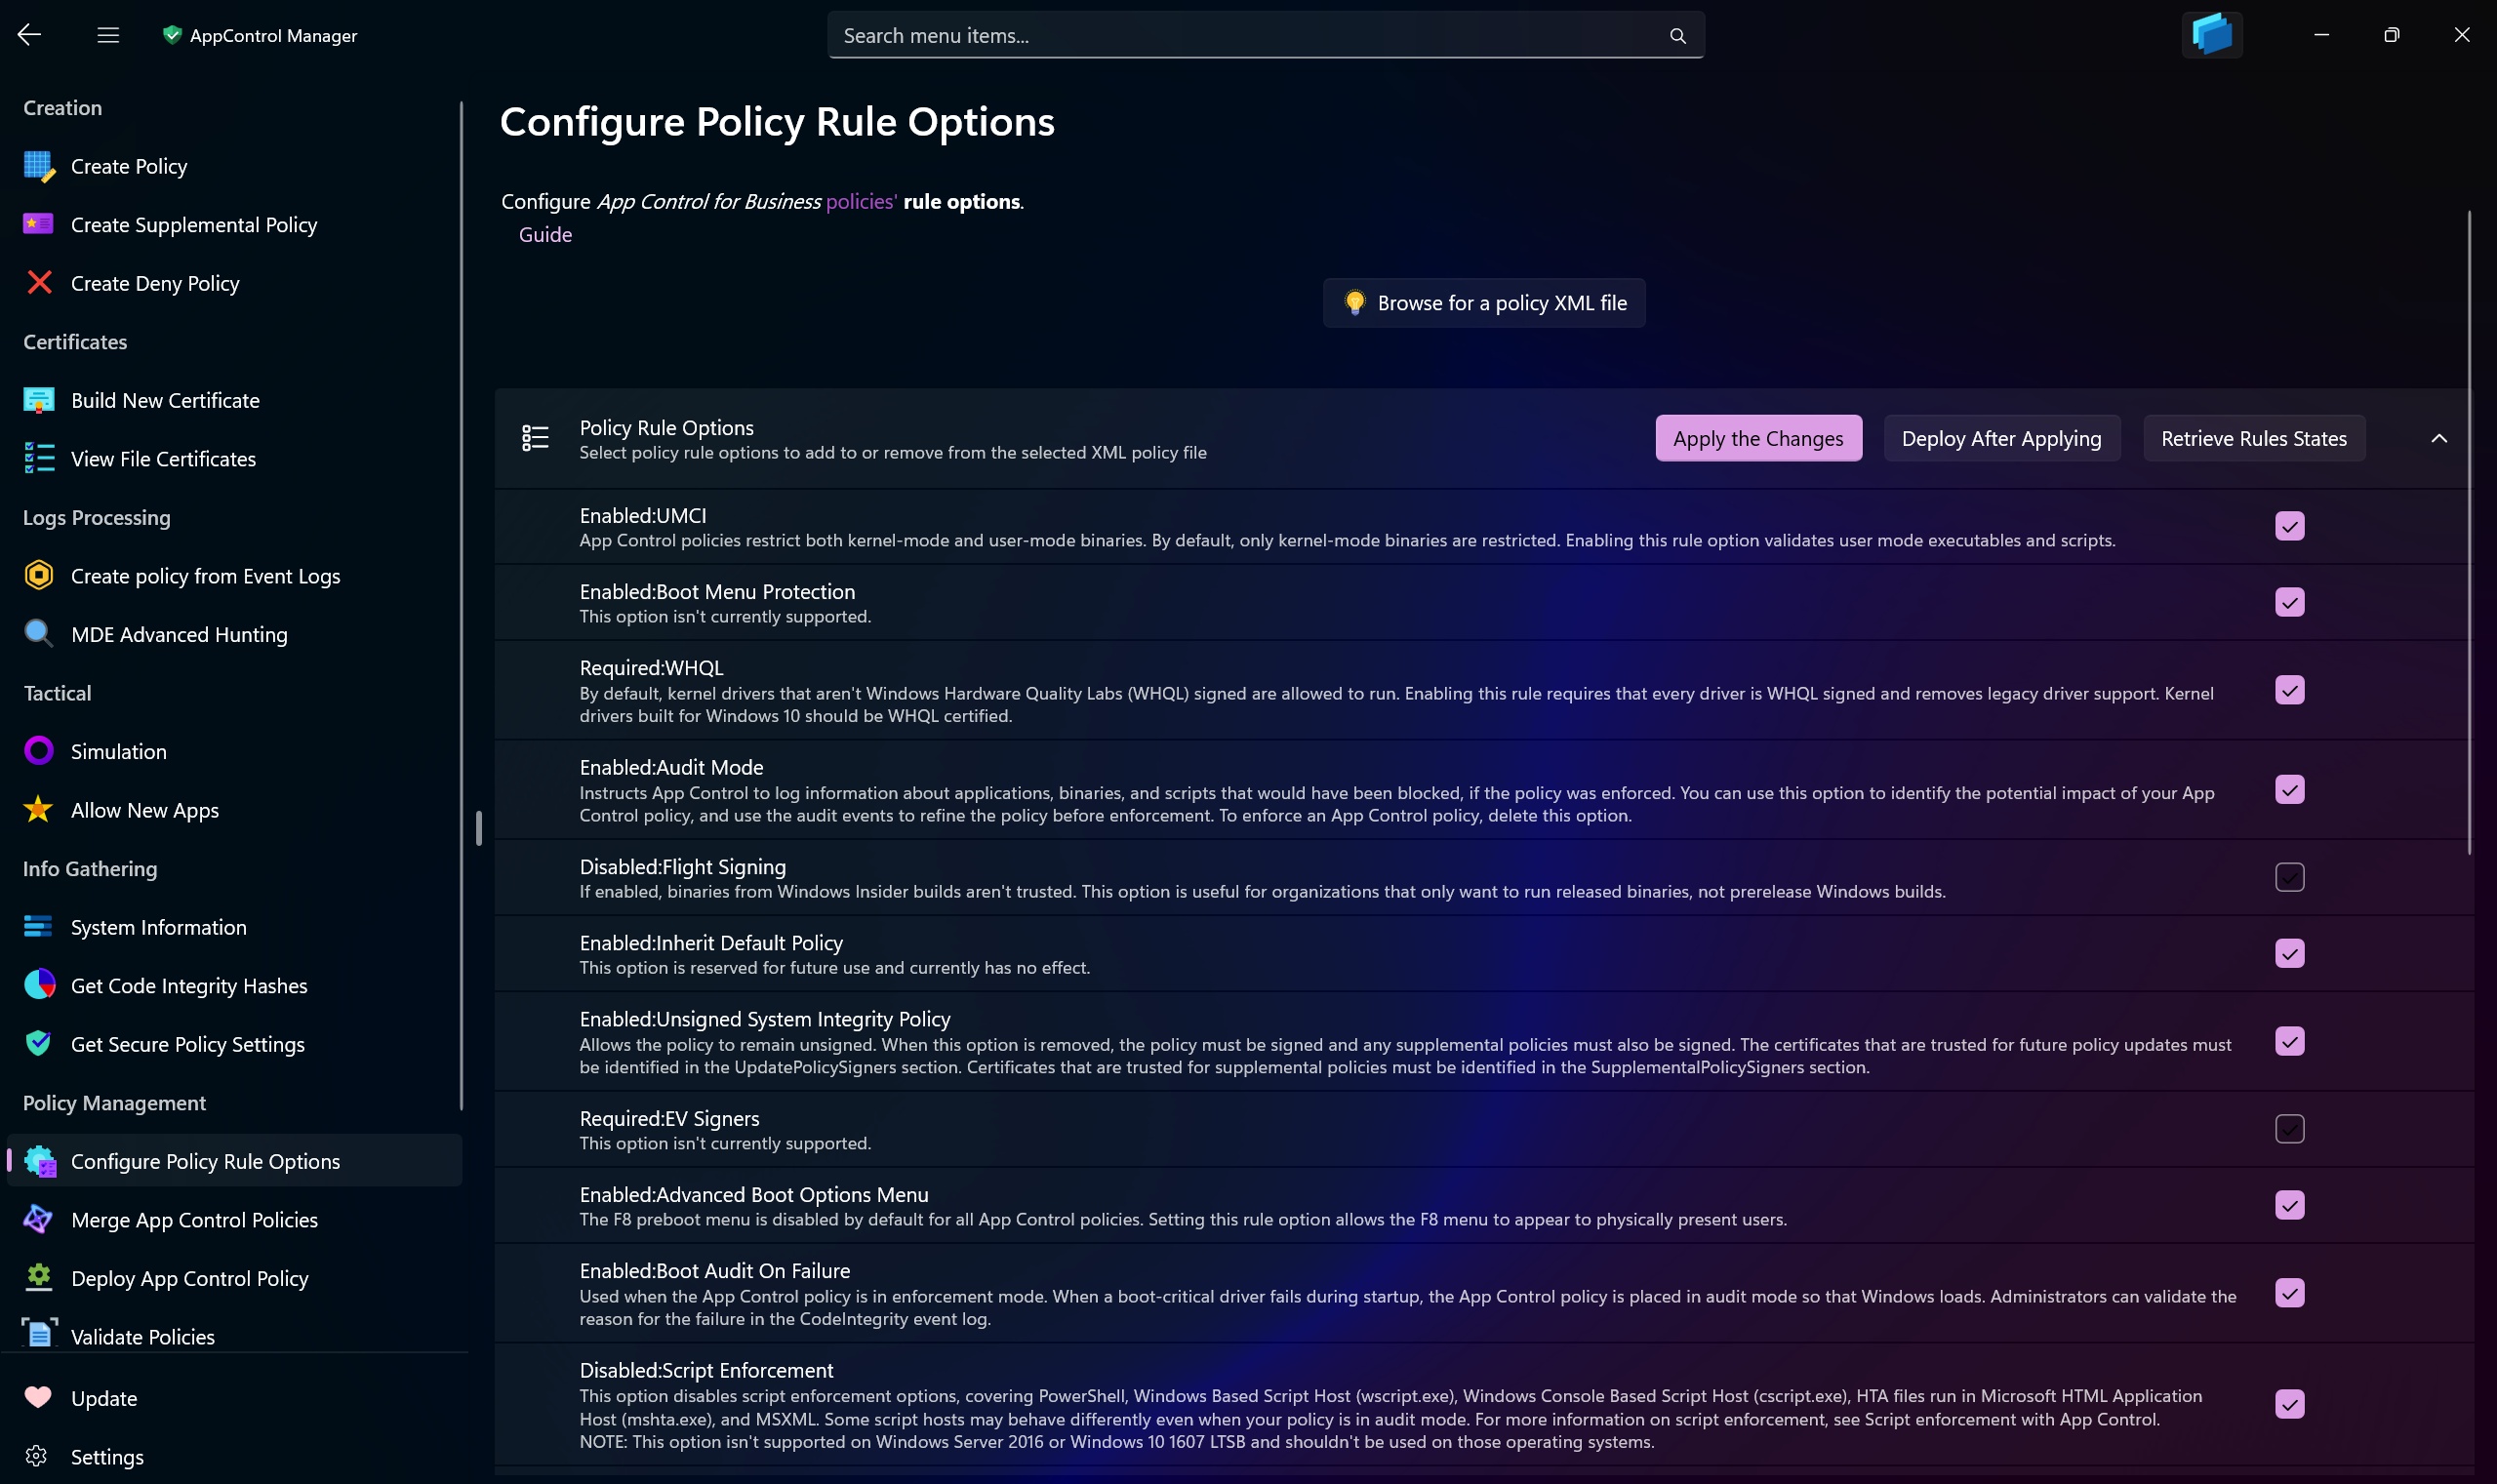 AppControl Manager
Search menu items...
Creation
Create Policy
Create Supplemental Policy
Create Deny Policy
Certificates
Build New Certificate
View File Certificates
Logs Processing
Create policy from Event Logs
MDE Advanced Hunting
Tactical
Simulation
Allow New Apps
Info Gathering
System Information
Get Code Integrity Hashes
Get Secure Policy Settings
Policy Management
Configure Policy Rule Options
Merge App Control Policies
Deploy App Control Policy
Validate Policies
Update
Settings
Configure Policy Rule Options
Configure App Control for Business policies' rule options.
Guide
Browse for a policy XML file
Policy Rule Options
Select policy rule options to add to or remove from the selected XML policy file
Apply the Changes
Deploy After Applying
Retrieve Rules States
Enabled:UMCI
App Control policies restrict both kernel-mode and user-mode binaries. By default, only kernel-mode binaries are restricted. Enabling this rule option validates user mode executables and scripts.
Enabled:Boot Menu Protection
This option isn't currently supported.
Required:WHQL
By default, kernel drivers that aren't Windows Hardware Quality Labs (WHQL) signed are allowed to run. Enabling this rule requires that every driver is WHQL signed and removes legacy driver support. Kernel
drivers built for Windows 10 should be WHQL certified.
Enabled:Audit Mode
Instructs App Control to log information about applications, binaries, and scripts that would have been blocked, if the policy was enforced. You can use this option to identify the potential impact of your App
Control policy, and use the audit events to refine the policy before enforcement. To enforce an App Control policy, delete this option.
Disabled:Flight Signing
If enabled, binaries from Windows Insider builds aren't trusted. This option is useful for organizations that only want to run released binaries, not prerelease Windows builds.
Enabled:Inherit Default Policy
This option is reserved for future use and currently has no effect.
Enabled:Unsigned System Integrity Policy
Allows the policy to remain unsigned. When this option is removed, the policy must be signed and any supplemental policies must also be signed. The certificates that are trusted for future policy updates must
be identified in the UpdatePolicySigners section. Certificates that are trusted for supplemental policies must be identified in the SupplementalPolicySigners section.
Required:EV Signers
This option isn't currently supported.
Enabled:Advanced Boot Options Menu
The F8 preboot menu is disabled by default for all App Control policies. Setting this rule option allows the F8 menu to appear to physically present users.
Enabled:Boot Audit On Failure
Used when the App Control policy is in enforcement mode. When a boot-critical driver fails during startup, the App Control policy is placed in audit mode so that Windows loads. Administrators can validate the
reason for the failure in the CodeIntegrity event log.
Disabled:Script Enforcement
This option disables script enforcement options, covering PowerShell, Windows Based Script Host (wscript.exe), Windows Console Based Script Host (cscript.exe), HTA files run in Microsoft HTML Application
Host (mshta.exe), and MSXML. Some script hosts may behave differently even when your policy is in audit mode. For more information on script enforcement, see Script enforcement with App Control.
NOTE: This option isn't supported on Windows Server 2016 or Windows 10 1607 LTSB and shouldn't be used on those operating systems.